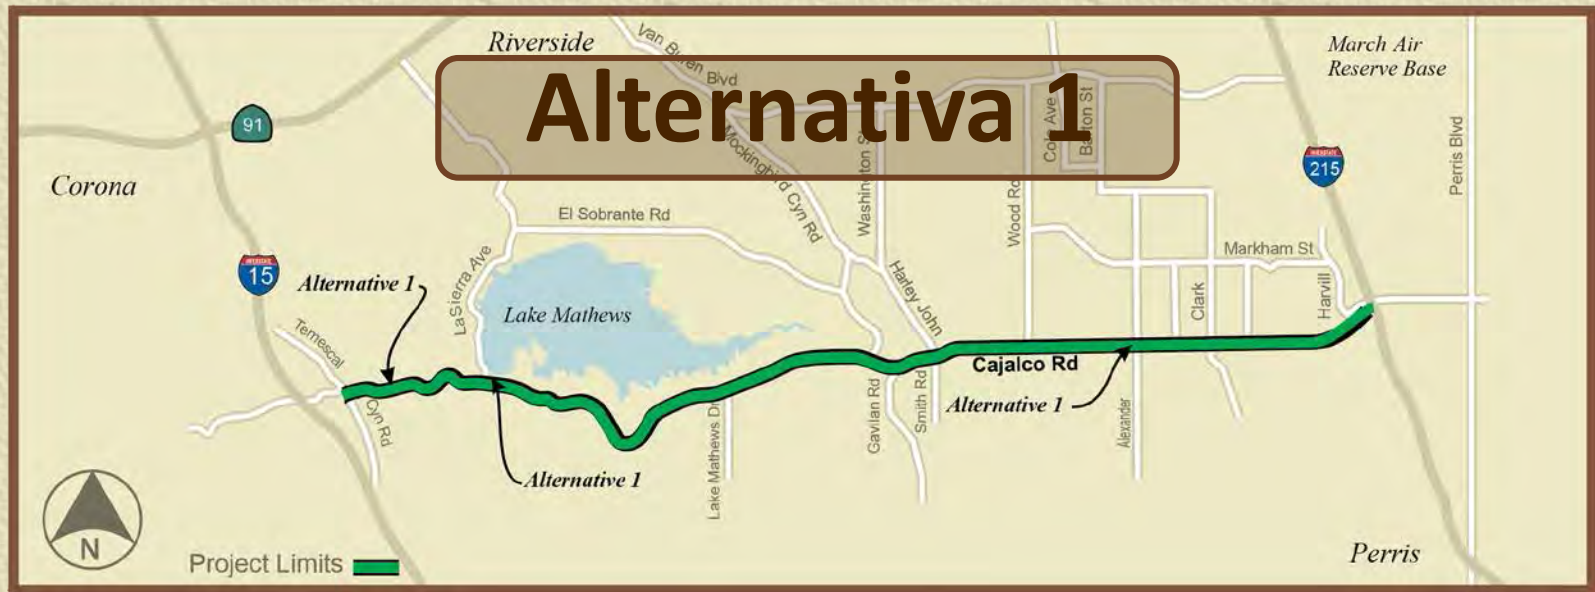 Alternativa 1
Riverside
Van Buren Blvd
March Air
Reserve Base
91
Corona
Cole Ave
Barton St
INTERSTATE
215
Perris Blvd
Mockingbird Cyn Rd
Washington St
Wood Rd
El Sobrante Rd
Markham St
INTERSTATE
15
Alternative 1
LaSierra Ave
Lake Mathews
Harley John
Clark
Harvill
Temescal
Cyn Rd
Cajalco Rd
Alternative 1
Gavilan Rd
Smith Rd
Alexander
Lake Mathews Dr
Alternative 1
N
Project Limits
Perris